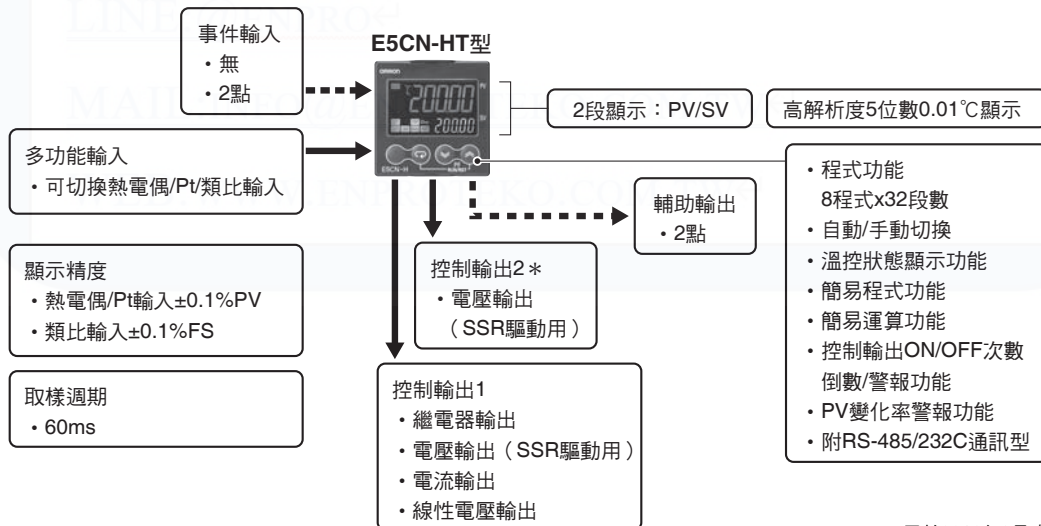 事件輸入
・無
・2點
E5CN-HT型
OMRON
20000
PV
20000
SV
E5CN-H
2段顯示：PV/SV
高解析度5位數0.01℃顯示
多功能輸入
・可切換熱電偶/Pt/類比輸入
顯示精度
・熱電偶/Pt輸入±0.1%PV
・類比輸入±0.1%FS
取樣週期
・60ms
控制輸出2＊
・電壓輸出
（SSR驅動用）
控制輸出1
・繼電器輸出
・電壓輸出（SSR驅動用）
・電流輸出
・線性電壓輸出
輔助輸出
・2點
・程式功能
8程式x32段數
・自動/手動切換
・溫控狀態顯示功能
・簡易程式功能
・簡易運算功能
・控制輸出ON/OFF次數
倒數/警報功能
・PV變化率警報功能
・附RS-485/232C通訊型